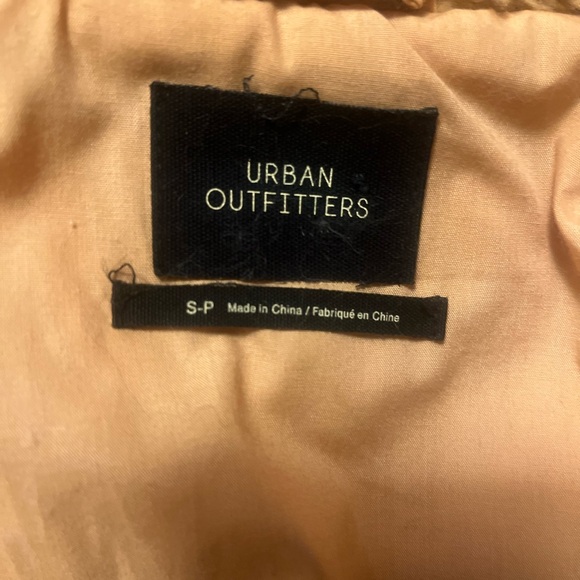 URBAN
OUTFITTERS
S-P Made in China / Fabriqué en Chine